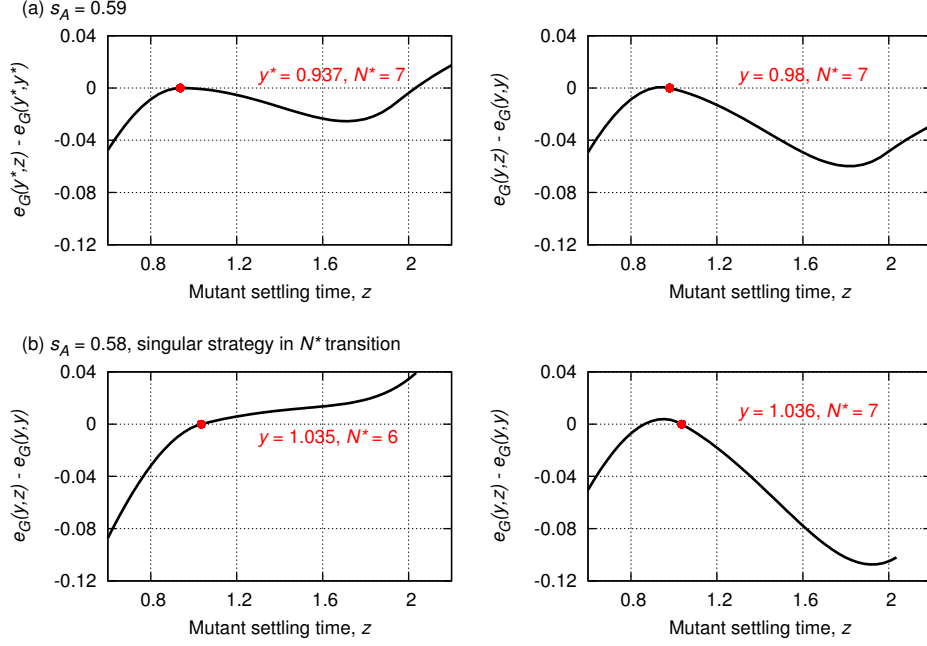 (a) s_A = 0.59
0.04
0
-0.04
-0.08
-0.12
e_G(y*,z) - e_G(y*,y*)
y* = 0.937, N* = 7
0.8 1.2 1.6 2
Mutant settling time, z
0.04
0
-0.04
-0.08
-0.12
e_G(y,z) - e_G(y,y)
y = 0.98, N* = 7
0.8 1.2 1.6 2
Mutant settling time, z
(b) s_A = 0.58, singular strategy in N* transition
0.04
0
-0.04
-0.08
-0.12
e_G(y,z) - e_G(y,y)
y = 1.035, N* = 6
0.8 1.2 1.6 2
Mutant settling time, z
0.04
0
-0.04
-0.08
-0.12
e_G(y,z) - e_G(y,y)
y = 1.036, N* = 7
0.8 1.2 1.6 2
Mutant settling time, z